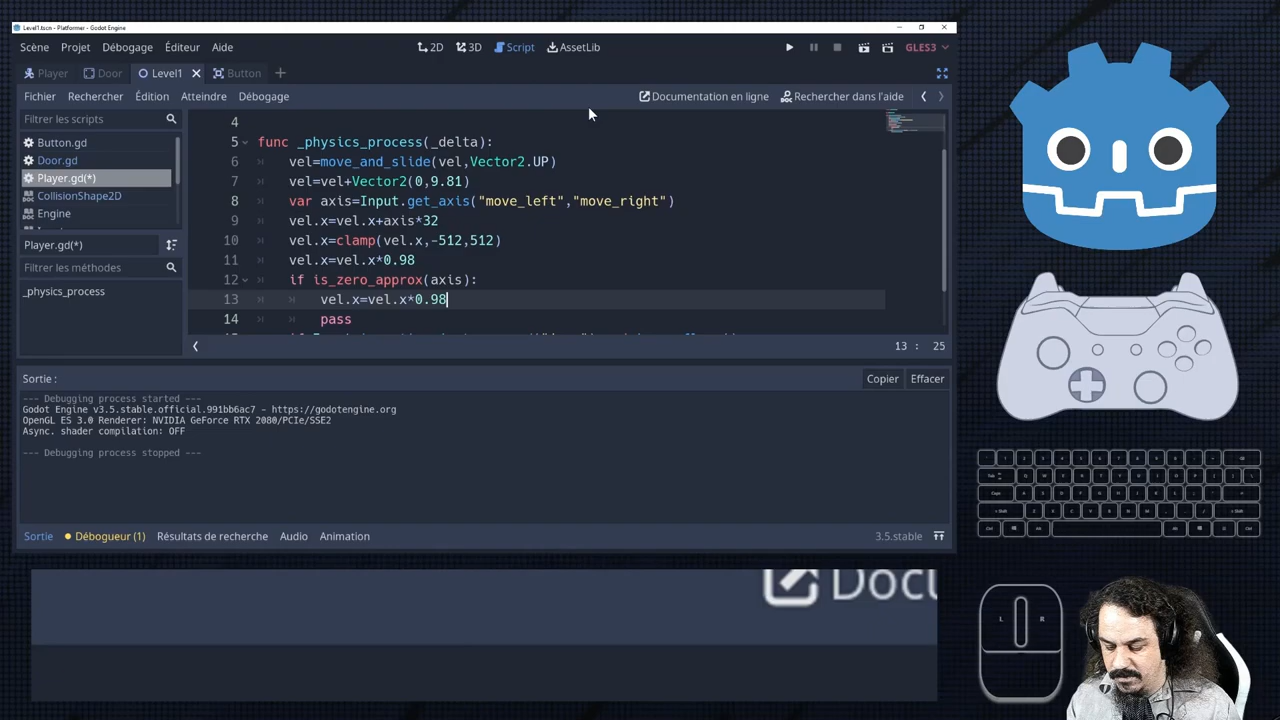 Level1.tscn - Platformer - Godot Engine
Scène Projet Débogage Éditeur Aide
2D 3D Script AssetLib
GLES3
Player Door Level1 Button
Fichier Rechercher Édition Atteindre Débogage
Documentation en ligne Rechercher dans l'aide
Filtrer les scripts
Button.gd
Door.gd
Player.gd(*)
CollisionShape2D
Engine
Player.gd(*)
Filtrer les méthodes
_physics_process
4
5 func _physics_process(_delta):
6 vel=move_and_slide(vel,Vector2.UP)
7 vel=vel+Vector2(0,9.81)
8 var axis=Input.get_axis("move_left","move_right")
9 vel.x=vel.x+axis*32
10 vel.x=clamp(vel.x,-512,512)
11 vel.x=vel.x*0.98
12 if is_zero_approx(axis):
13 vel.x=vel.x*0.98
14 pass
13 : 25
Sortie :
Copier Effacer
--- Debugging process started ---
Godot Engine v3.5.stable.official.991bb6ac7 - https://godotengine.org
OpenGL ES 3.0 Renderer: NVIDIA GeForce RTX 2080/PCIe/SSE2
Async. shader compilation: OFF
--- Debugging process stopped ---
Sortie Débogueur (1) Résultats de recherche Audio Animation
3.5.stable
Docu
L R